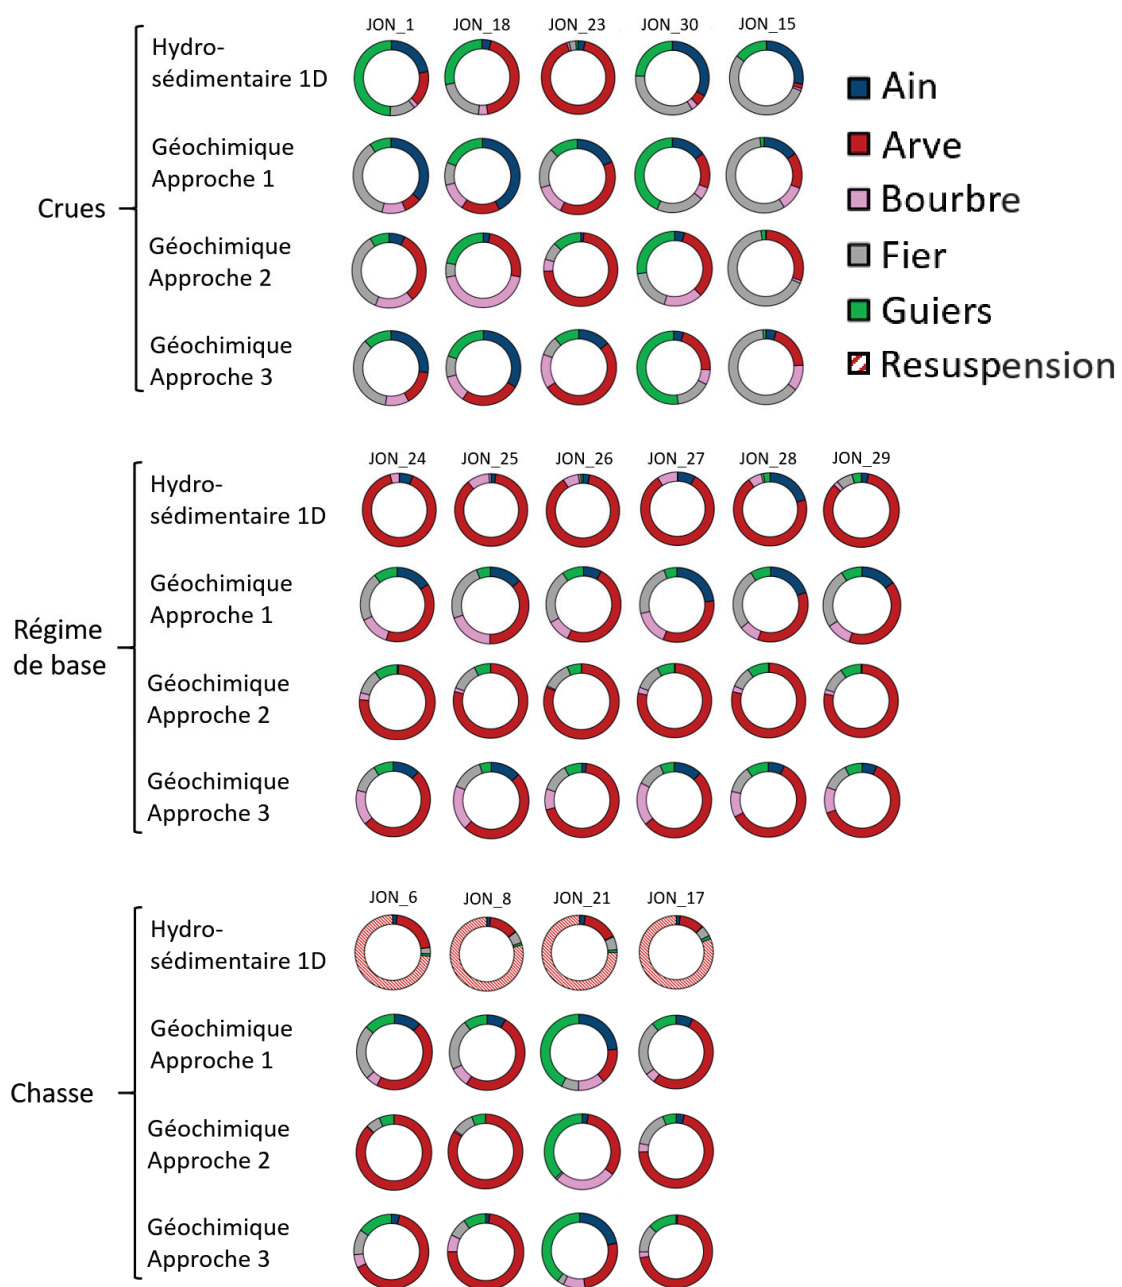 JON_1 JON_18 JON_23 JON_30 JON_15
Hydro-
sédimentaire 1D
Géochimique
Approche 1
Crues
Géochimique
Approche 2
Géochimique
Approche 3
Ain
Arve
Bourbre
Fier
Guiers
Resuspension
JON_24 JON_25 JON_26 JON_27 JON_28 JON_29
Hydro-
sédimentaire 1D
Géochimique
Approche 1
Régime
de base
Géochimique
Approche 2
Géochimique
Approche 3
JON_6 JON_8 JON_21 JON_17
Hydro-
sédimentaire 1D
Géochimique
Approche 1
Chasse
Géochimique
Approche 2
Géochimique
Approche 3